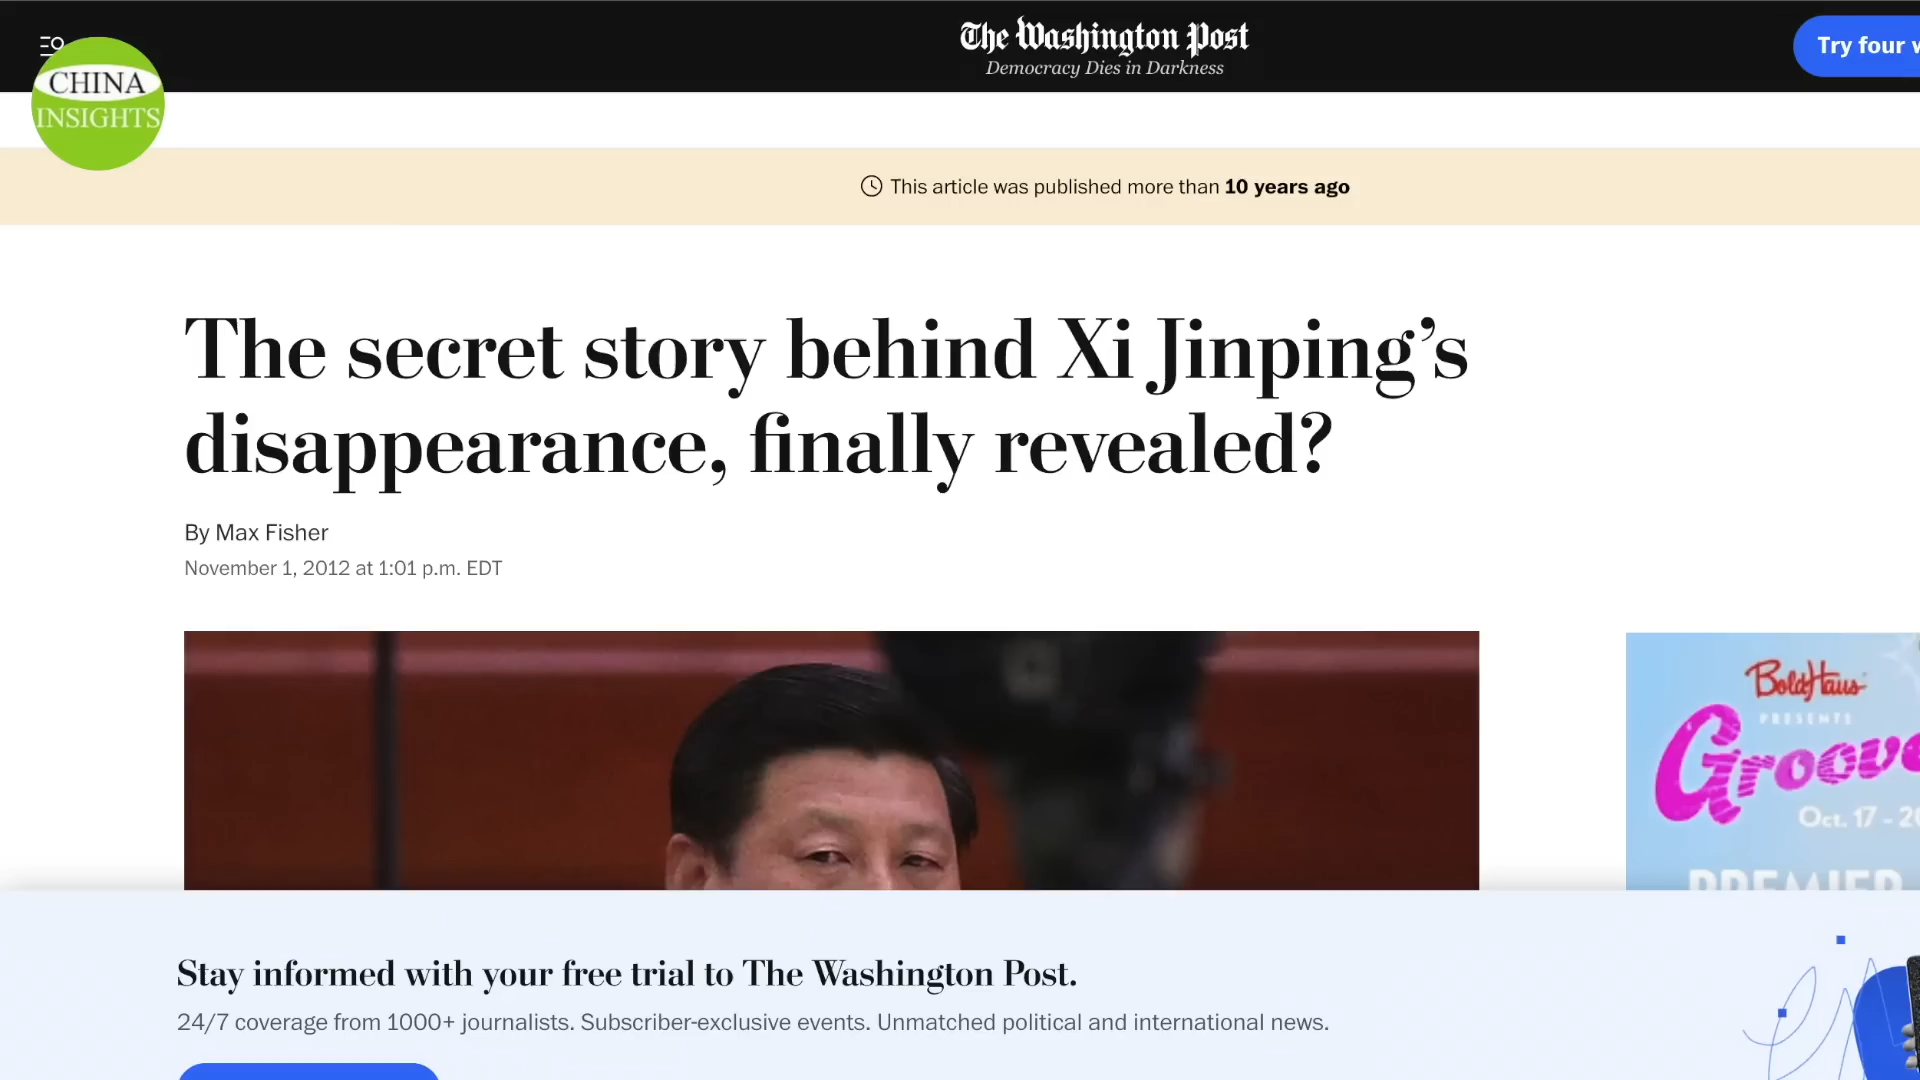 The Washington Post
Democracy Dies in Darkness
Try four
CHINA
INSIGHTS
This article was published more than 10 years ago
The secret story behind Xi Jinping’s
disappearance, finally revealed?
By Max Fisher
November 1, 2012 at 1:01 p.m. EDT
BoldHaus
PRESENTS
Groove
Oct. 17 - 20
PREMIER
Stay informed with your free trial to The Washington Post.
24/7 coverage from 1000+ journalists. Subscriber-exclusive events. Unmatched political and international news.